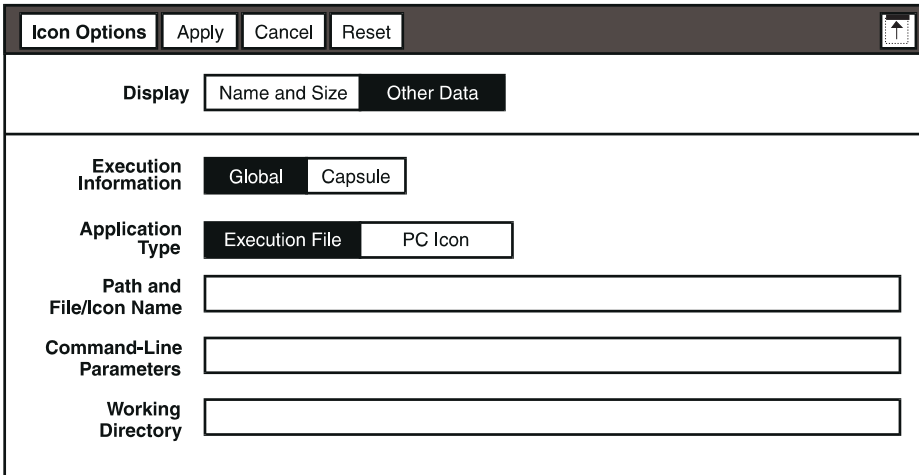 Icon Options Apply Cancel Reset
Display Name and Size Other Data
Execution
Information Global Capsule
Application
Type Execution File PC Icon
Path and
File/Icon Name
Command-Line
Parameters
Working
Directory